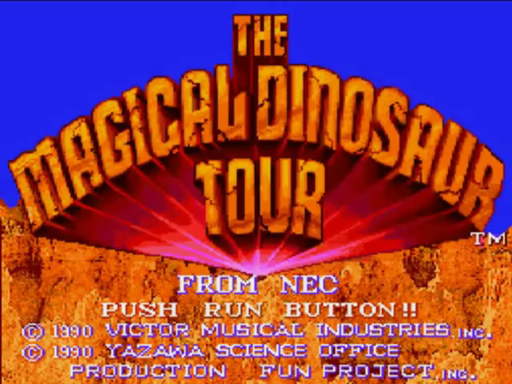 THE
MAGICAL DINOSAUR
TOUR
TM
FROM NEC
PUSH RUN BUTTON!!
© 1990 VICTOR MUSICAL INDUSTRIES, INC.
© 1990 YAZAWA SCIENCE OFFICE
PRODUCTION FUN PROJECT, INC.